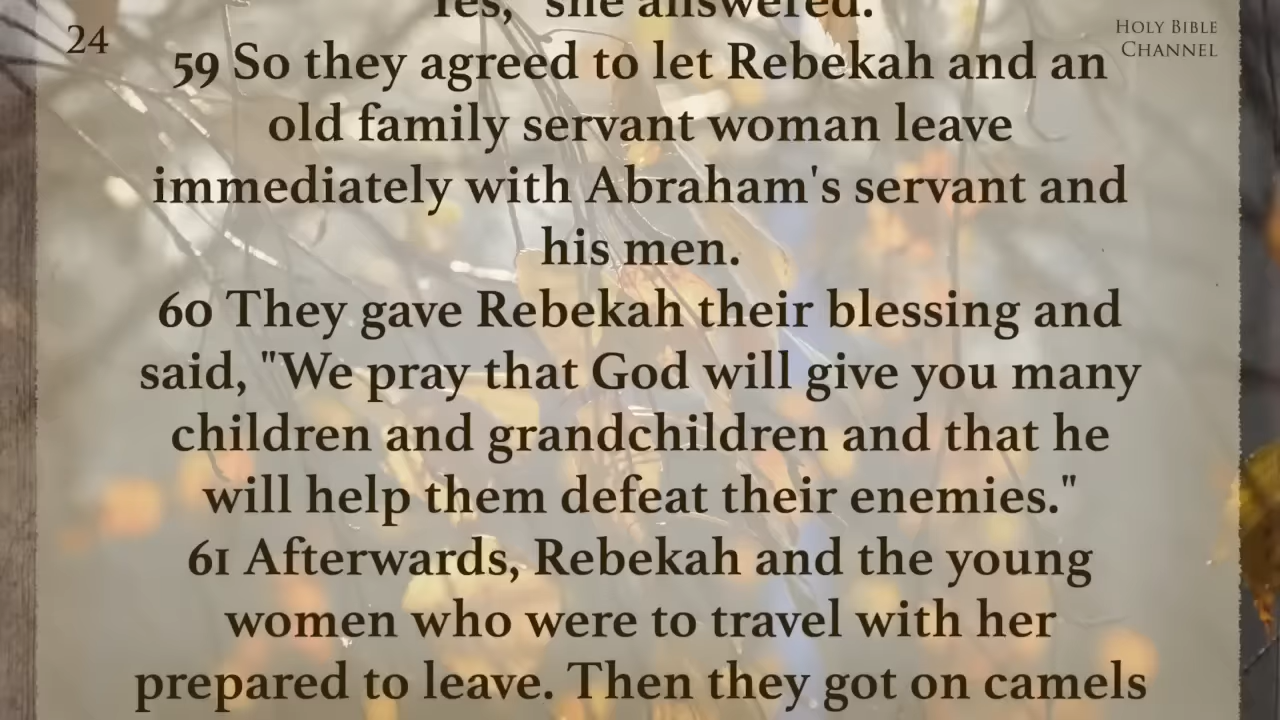 24
HOLY BIBLE
CHANNEL
Yes," she answered.
59 So they agreed to let Rebekah and an
old family servant woman leave
immediately with Abraham's servant and
his men.
60 They gave Rebekah their blessing and
said, "We pray that God will give you many
children and grandchildren and that he
will help them defeat their enemies."
61 Afterwards, Rebekah and the young
women who were to travel with her
prepared to leave. Then they got on camels